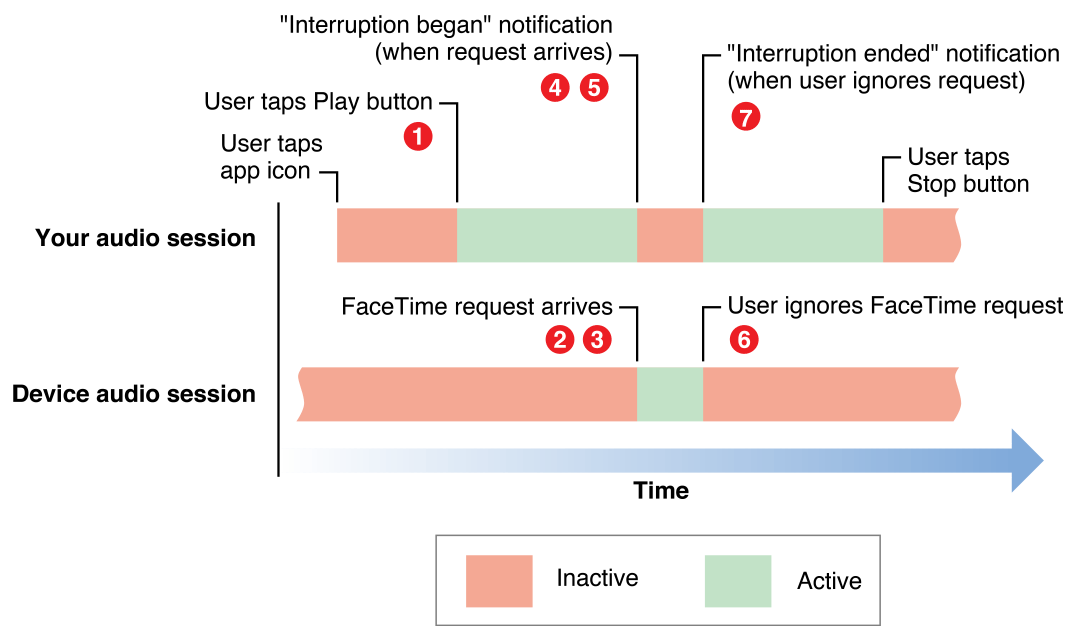 "Interruption began" notification
(when request arrives)
4 5
"Interruption ended" notification
(when user ignores request)
7
User taps Play button
1
User taps
app icon
User taps
Stop button
Your audio session
FaceTime request arrives
2 3
User ignores FaceTime request
6
Device audio session
Time
Inactive
Active